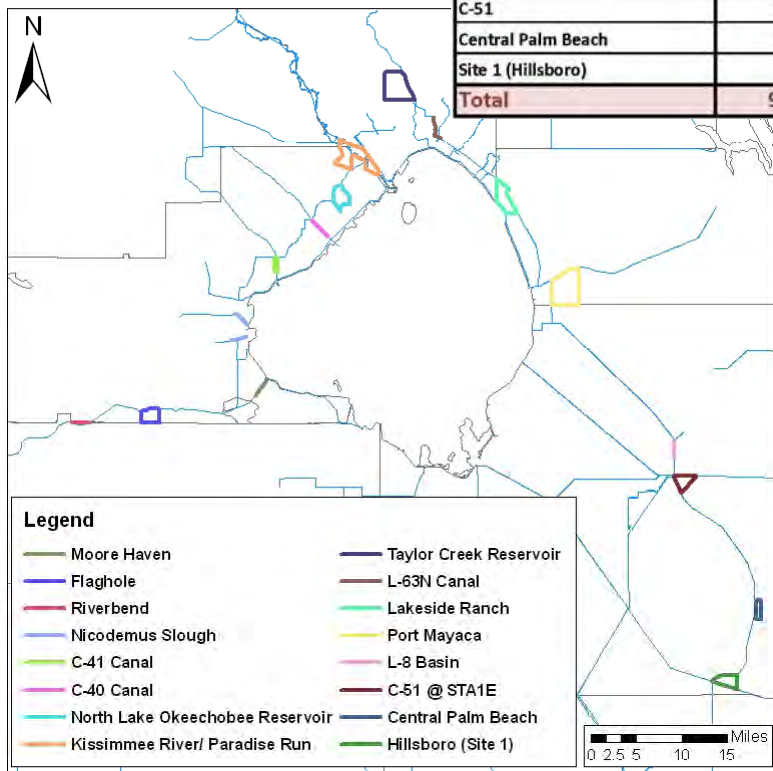 C-51
Central Palm Beach
Site 1 (Hillsboro)
Total 9
N
Legend
Moore Haven
Flaghole
Riverbend
Nicodemus Slough
C-41 Canal
C-40 Canal
North Lake Okeechobee Reservoir
Kissimmee River/ Paradise Run
Taylor Creek Reservoir
L-63N Canal
Lakeside Ranch
Port Mayaca
L-8 Basin
C-51 @ STA1E
Central Palm Beach
Hillsboro (Site 1)
Miles
0 2.5 5 10 15